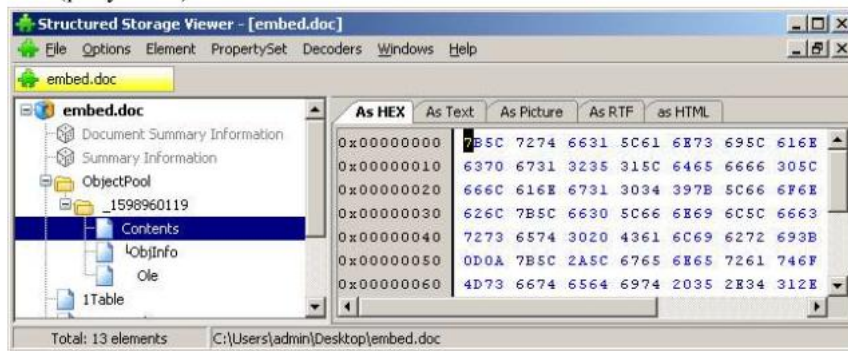 Structured Storage Viewer - [embed.doc]
File Options Element PropertySet Decoders Windows Help
embed.doc
embed.doc
Document Summary Information
Summary Information
ObjectPool
_1598960119
Contents
ObjInfo
Ole
1Table
As HEX As Text As Picture As RTF as HTML
0x00000000 7B5C 7274 6631 5C61 6E73 695C 616E
0x00000010 6370 6731 3235 315C 6465 6666 305C
0x00000020 666C 616E 6731 3034 397B 5C66 6F6E
0x00000030 626C 7B5C 6630 5C66 6E69 6C5C 6663
0x00000040 7273 6574 3020 4361 6C69 6272 693B
0x00000050 0D0A 7B5C 2A5C 6765 6E65 7261 746F
0x00000060 4D73 6674 6564 6974 2035 2E34 312E
Total: 13 elements C:\Users\admin\Desktop\embed.doc